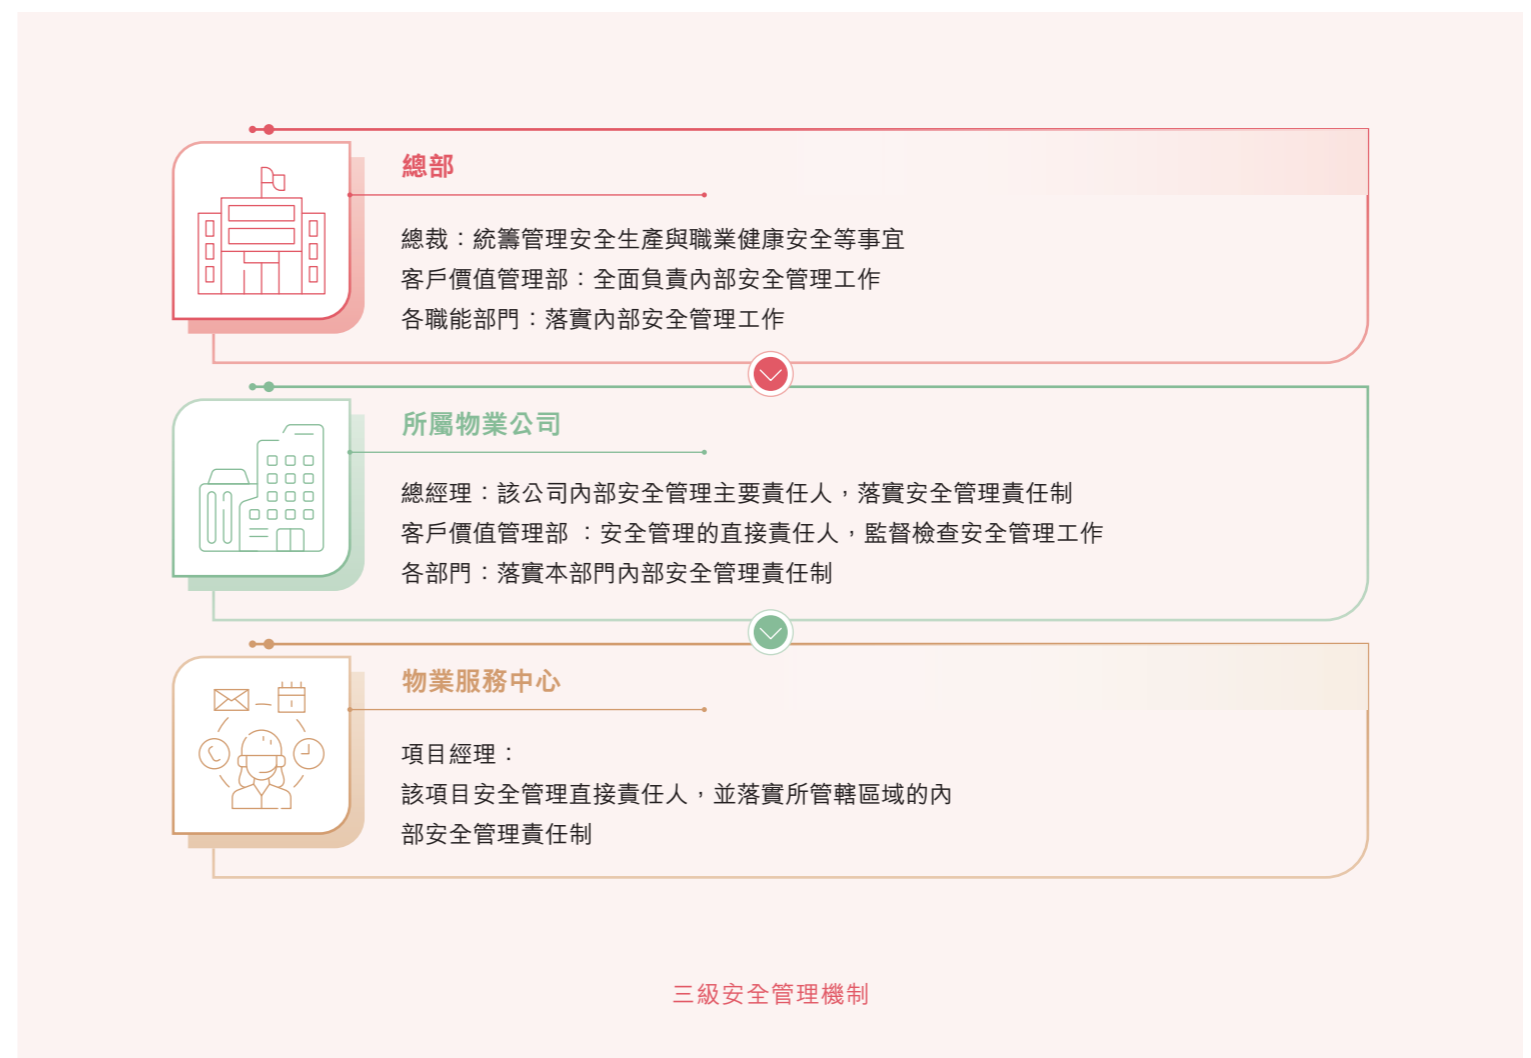 總部
總裁：統籌管理安全生產與職業健康安全等事宜
客戶價值管理部：全面負責內部安全管理工作
各職能部門：落實內部安全管理工作
所屬物業公司
總經理：該公司內部安全管理主要責任人，落實安全管理責任制
客戶價值管理部 ：安全管理的直接責任人，監督檢查安全管理工作
各部門：落實本部門內部安全管理責任制
物業服務中心
項目經理：
該項目安全管理直接責任人，並落實所管轄區域的內
部安全管理責任制
三級安全管理機制